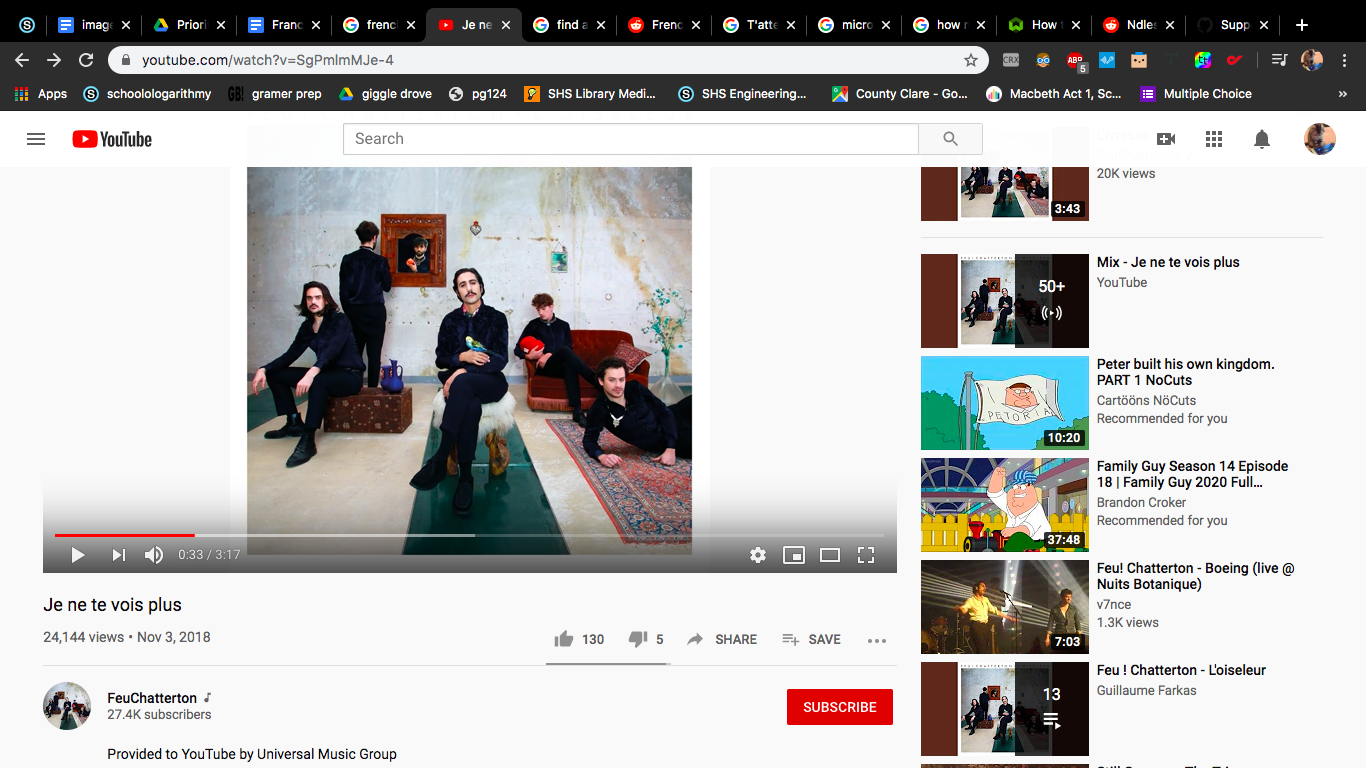 image
Priori
Franc
frenc
Je ne
find a
Frenc
T'atte
micro
how r
How t
Ndles
Supp
youtube.com/watch?v=SgPmlmMJe-4
CRX
ABP
5
Apps
schoolologarithmy
GB!
gramer prep
giggle drove
pg124
SHS Library Medi...
SHS Engineering...
County Clare - Go...
Macbeth Act 1, Sc...
Multiple Choice
»
YouTube
Search
20K views
3:43
Mix - Je ne te vois plus
YouTube
50+
Peter built his own kingdom.
PART 1 NoCuts
Cartööns NöCuts
Recommended for you
PETORIA
10:20
Family Guy Season 14 Episode
18 | Family Guy 2020 Full...
Brandon Croker
Recommended for you
37:48
Feu! Chatterton - Boeing (live @
Nuits Botanique)
v7nce
1.3K views
7:03
Feu ! Chatterton - L'oiseleur
Guillaume Farkas
13
0:33 / 3:17
Je ne te vois plus
24,144 views • Nov 3, 2018
130
5
SHARE
SAVE
FeuChatterton
27.4K subscribers
SUBSCRIBE
Provided to YouTube by Universal Music Group